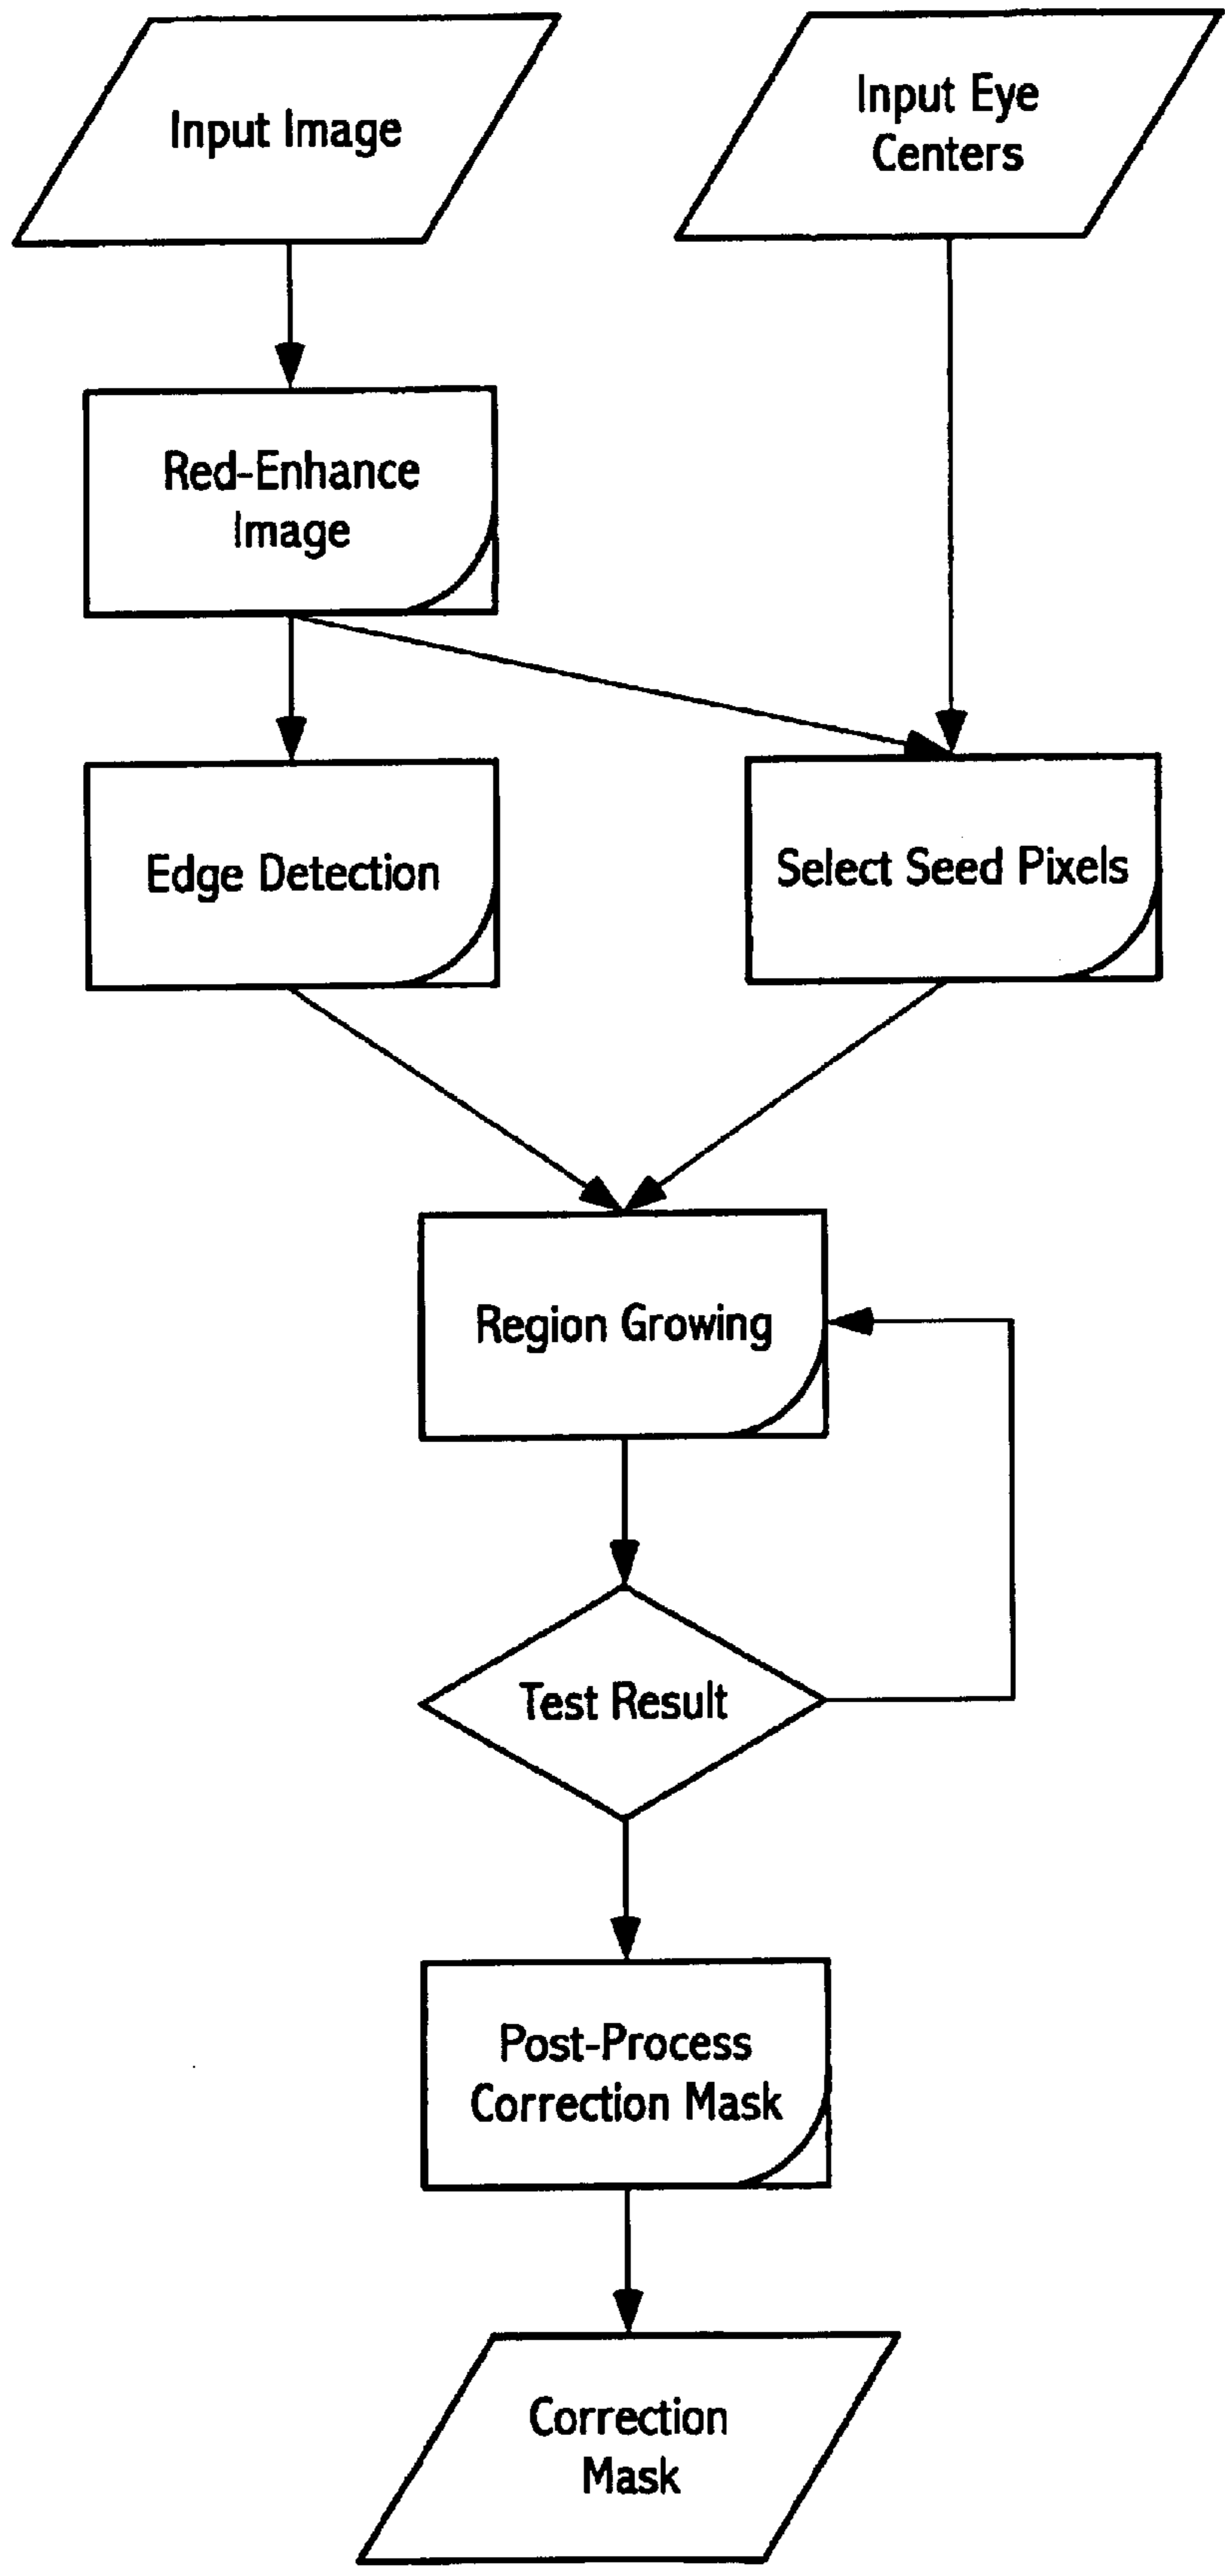 Input Image
Input Eye
Centers
Red-Enhance
Image
Edge Detection
Select Seed Pixels
Region Growing
Test Result
Post-Process
Correction Mask
Correction
Mask